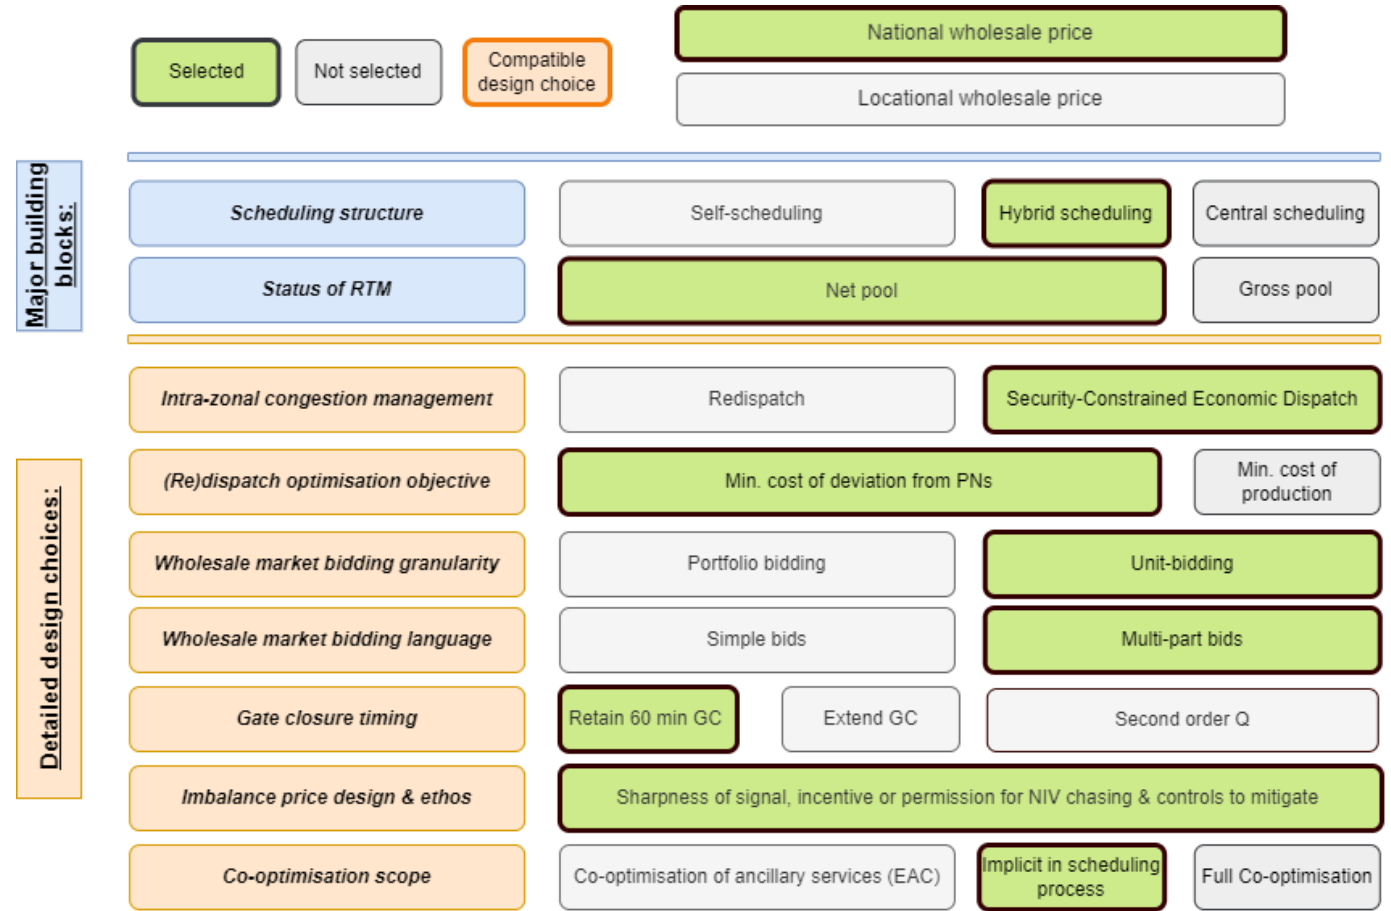 Selected
Not selected
Compatible
design choice
National wholesale price
Locational wholesale price
Major building
blocks:
Scheduling structure
Self-scheduling
Hybrid scheduling
Central scheduling
Status of RTM
Net pool
Gross pool
Detailed design choices:
Intra-zonal congestion management
Redispatch
Security-Constrained Economic Dispatch
(Re)dispatch optimisation objective
Min. cost of deviation from PNs
Min. cost of
production
Wholesale market bidding granularity
Portfolio bidding
Unit-bidding
Wholesale market bidding language
Simple bids
Multi-part bids
Gate closure timing
Retain 60 min GC
Extend GC
Second order Q
Imbalance price design & ethos
Sharpness of signal, incentive or permission for NIV chasing & controls to mitigate
Co-optimisation scope
Co-optimisation of ancillary services (EAC)
Implicit in scheduling
process
Full Co-optimisation